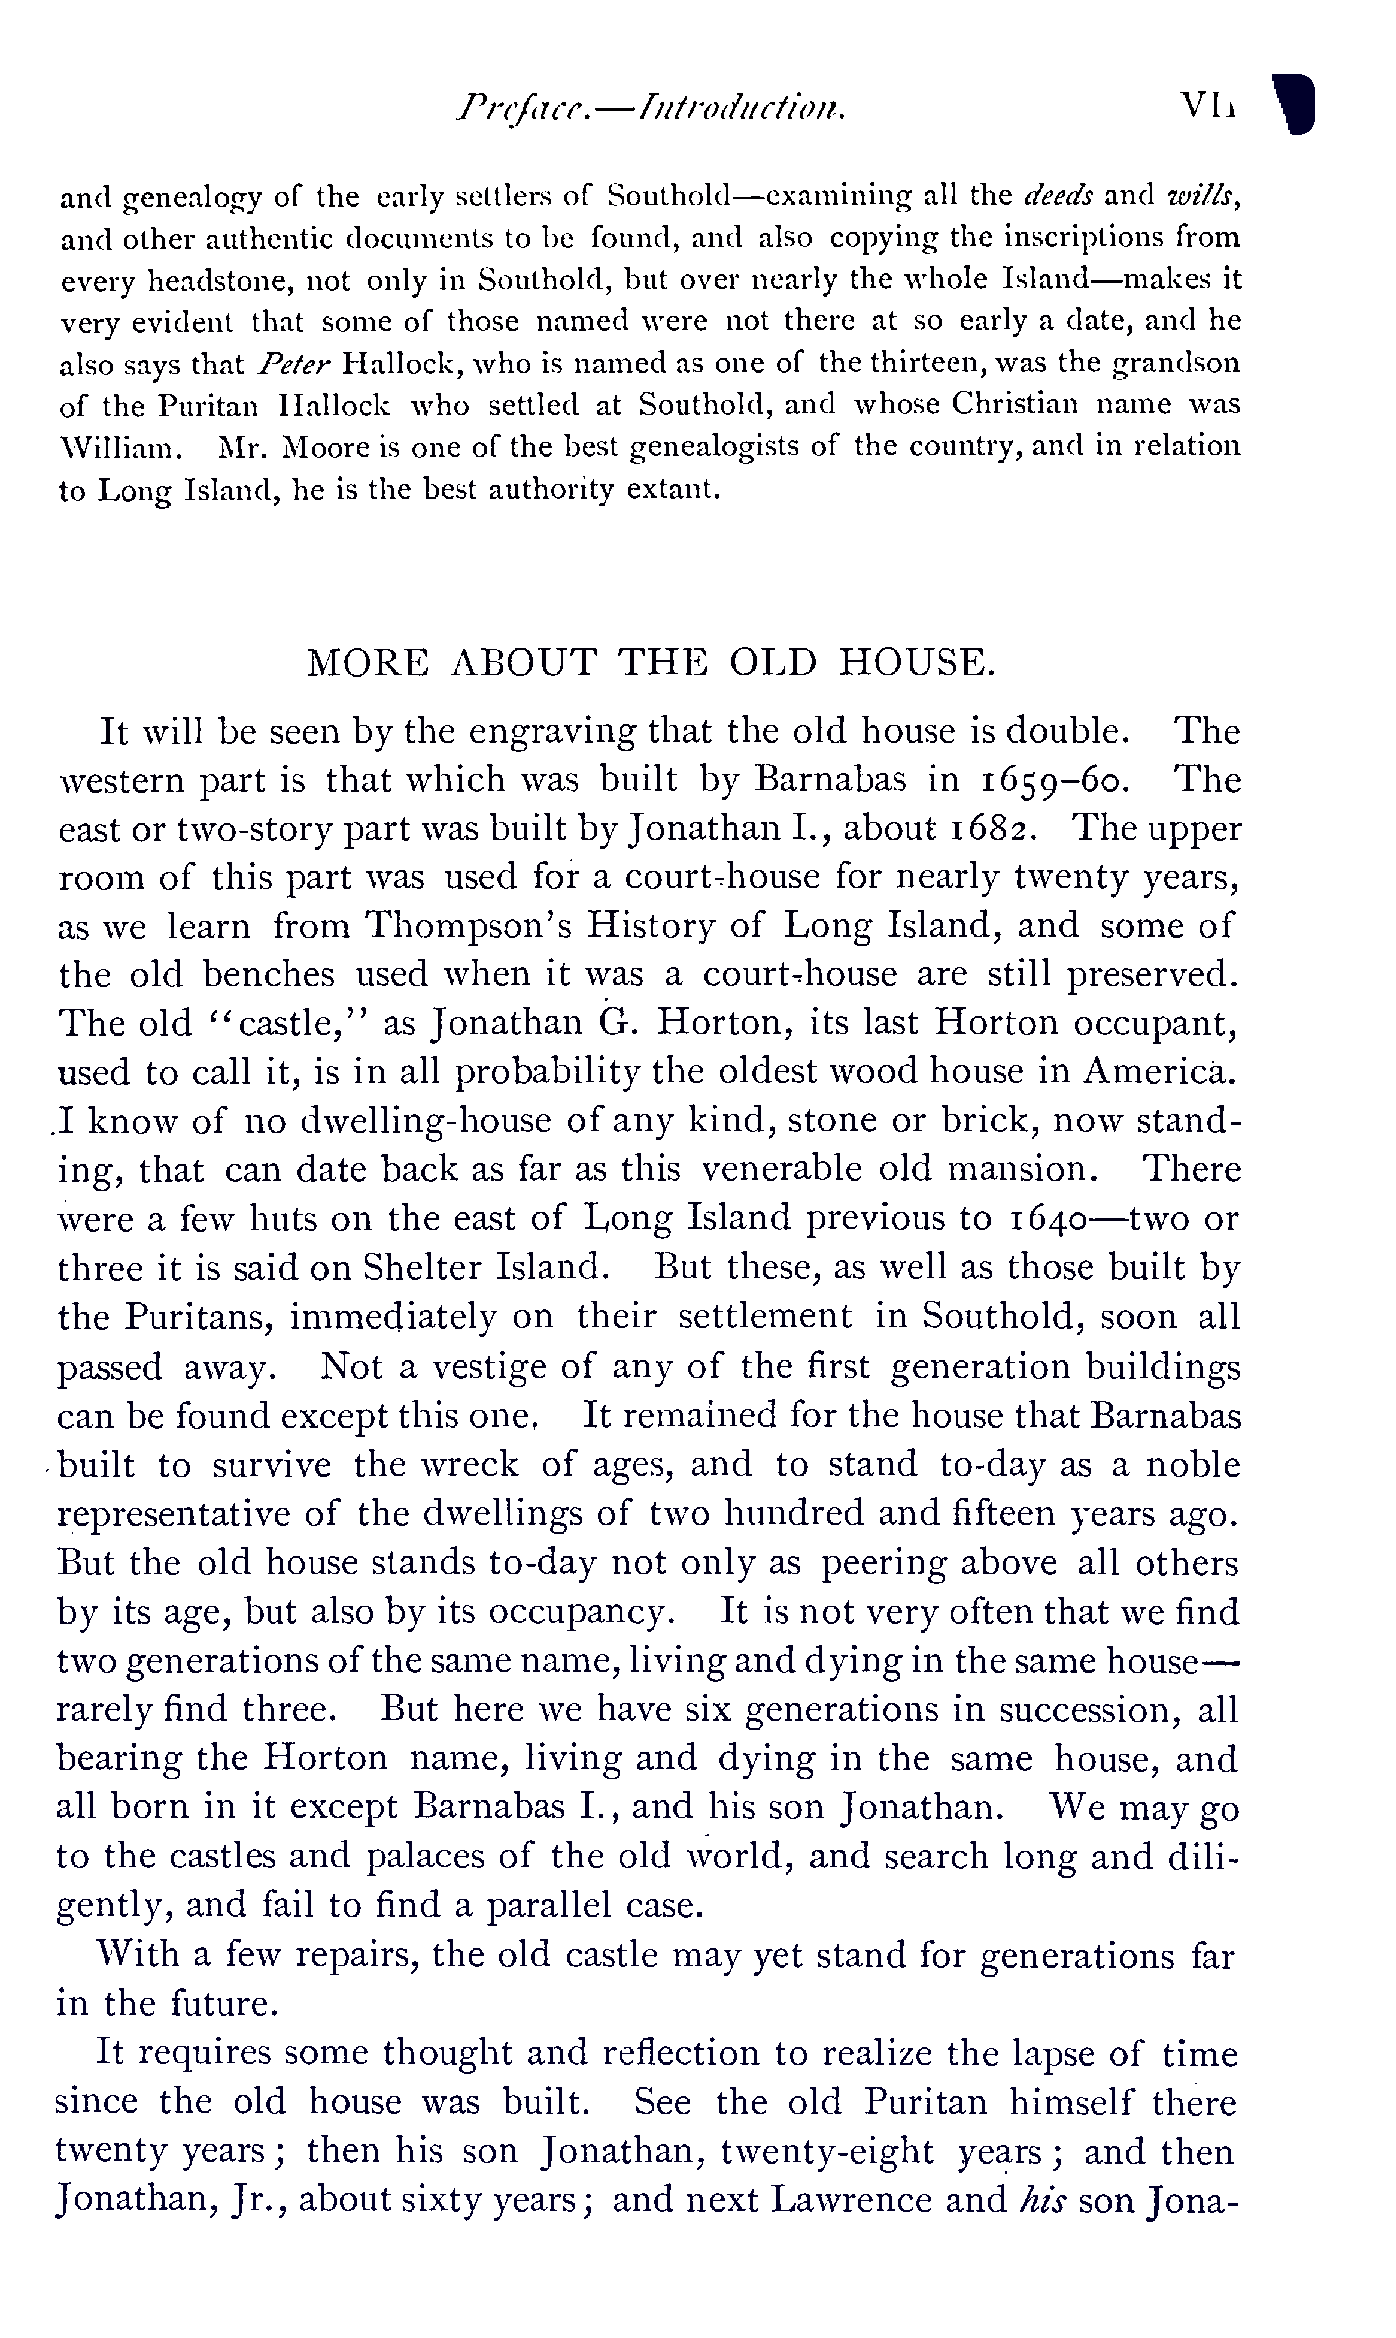 Preface.—Introduction. VII
and genealogy of the early settlers of Southold—examining all the deeds and wills,
and other authentic documents to be found, and also copying the inscriptions from
every headstone, not only in Southold, but over nearly the whole Island—makes it
very evident that some of those named were not there at so early a date, and he
also says that Peter Hallock, who is named as one of the thirteen, was the grandson
of the Puritan Hallock who settled at Southold, and whose Christian name was
William. Mr. Moore is one of the best genealogists of the country, and in relation
to Long Island, he is the best authority extant.
MORE ABOUT THE OLD HOUSE.
It will be seen by the engraving that the old house is double. The
western part is that which was built by Barnabas in 1659–60. The
east or two-story part was built by Jonathan I., about 1682. The upper
room of this part was used for a court-house for nearly twenty years,
as we learn from Thompson's History of Long Island, and some of
the old benches used when it was a court-house are still preserved.
The old "castle," as Jonathan G. Horton, its last Horton occupant,
used to call it, is in all probability the oldest wood house in America.
I know of no dwelling-house of any kind, stone or brick, now stand-
ing, that can date back as far as this venerable old mansion. There
were a few huts on the east of Long Island previous to 1640—two or
three it is said on Shelter Island. But these, as well as those built by
the Puritans, immediately on their settlement in Southold, soon all
passed away. Not a vestige of any of the first generation buildings
can be found except this one, It remained for the house that Barnabas
built to survive the wreck of ages, and to stand to-day as a noble
representative of the dwellings of two hundred and fifteen years ago.
But the old house stands to-day not only as peering above all others
by its age, but also by its occupancy. It is not very often that we find
two generations of the same name, living and dying in the same house—
rarely find three. But here we have six generations in succession, all
bearing the Horton name, living and dying in the same house, and
all born in it except Barnabas I., and his son Jonathan. We may go
to the castles and palaces of the old world, and search long and dili-
gently, and fail to find a parallel case.
With a few repairs, the old castle may yet stand for generations far
in the future.
It requires some thought and reflection to realize the lapse of time
since the old house was built. See the old Puritan himself there
twenty years; then his son Jonathan, twenty-eight years; and then
Jonathan, Jr., about sixty years; and next Lawrence and his son Jona-